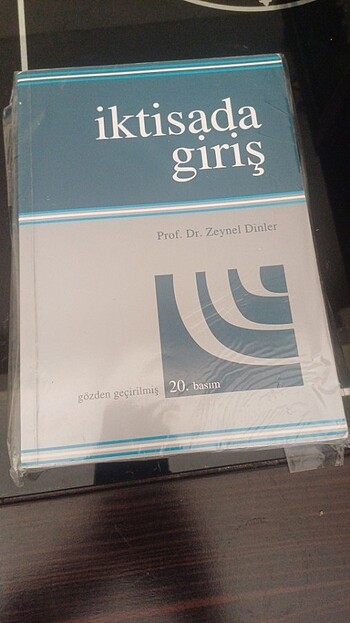 iktisada
giriş
Prof. Dr. Zeynel Dinler
gözden geçirilmiş 20. basım